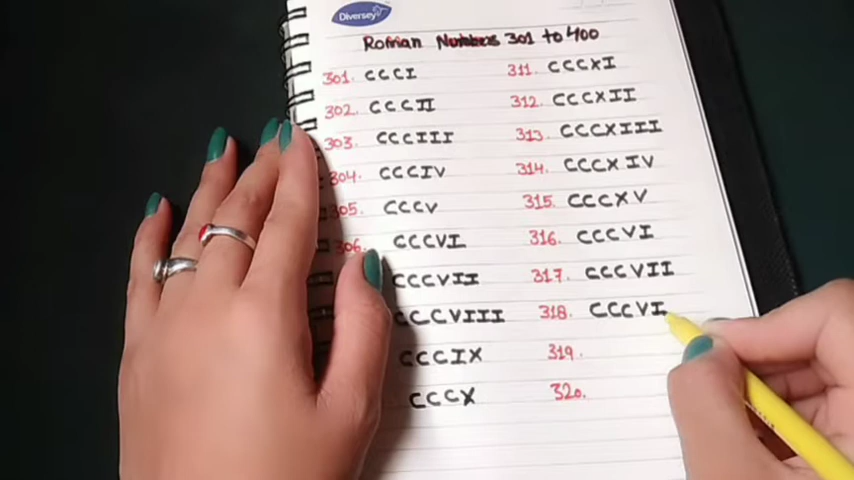 Diversey
Roman Numbers 301 to 400
301. CCCI
302. CCCII
303. CCCIII
304. CCCIV
305. CCCV
306. CCCVI
CCCVII
CCCVIII
CCCIX
CCCX
311. CCCXI
312. CCCXII
313. CCCXIII
314. CCCXIV
315. CCCXV
316. CCCVI
317. CCCVII
318. CCCVI
319.
320.